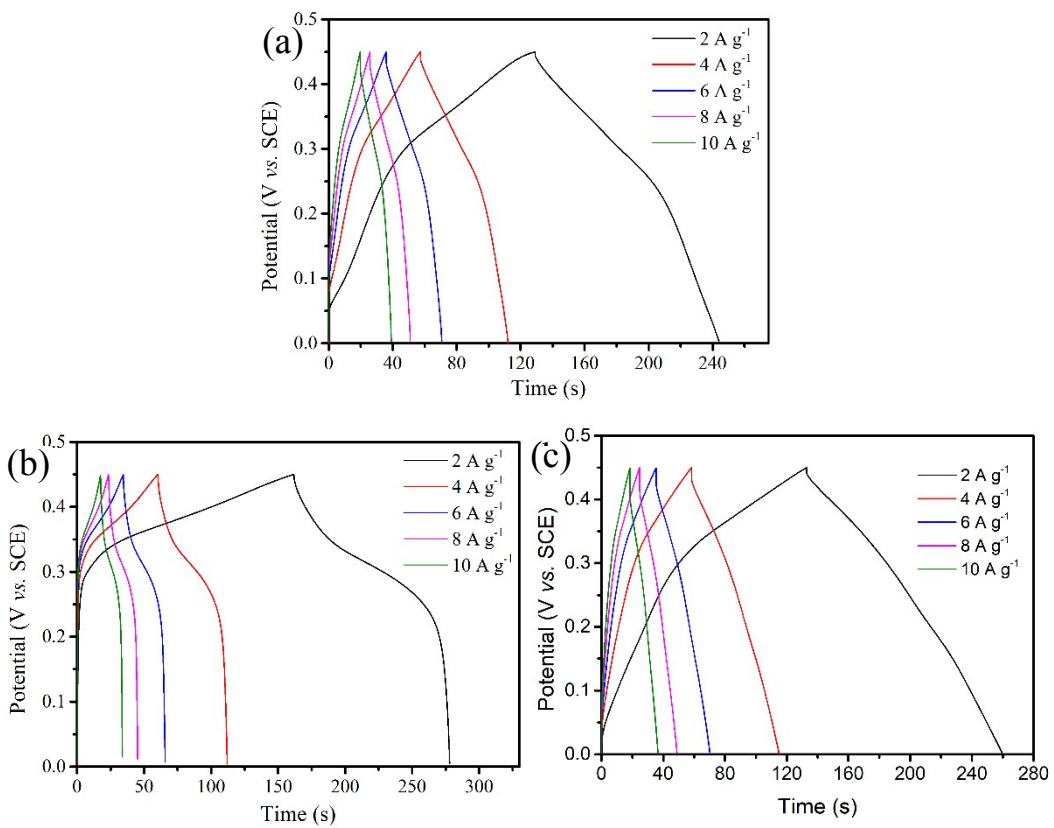 (a)
0.5
0.4
0.3
0.2
0.1
0.0
Potential (V vs. SCE)
2 A g-1
4 A g-1
6 A g-1
8 A g-1
10 A g-1
0 40 80 120 160 200 240
Time (s)
(b)
0.5
0.4
0.3
0.2
0.1
0.0
Potential (V vs. SCE)
2 A g-1
4 A g-1
6 A g-1
8 A g-1
10 A g-1
0 50 100 150 200 250 300
Time (s)
(c)
0.5
0.4
0.3
0.2
0.1
0.0
Potential (V vs. SCE)
2 A g-1
4 A g-1
6 A g-1
8 A g-1
10 A g-1
0 40 80 120 160 200 240 280
Time (s)